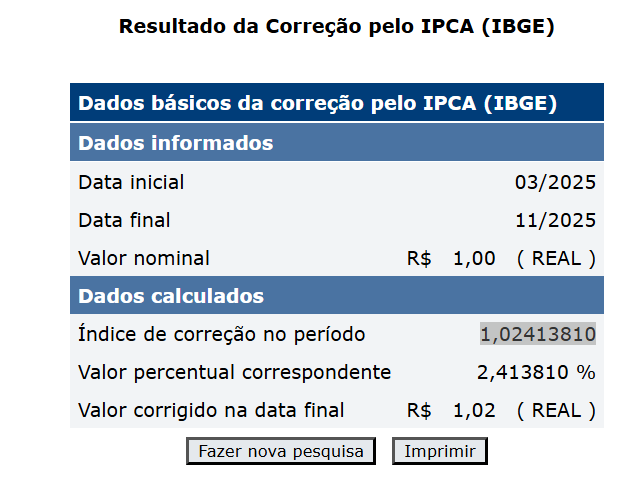 Resultado da Correção pelo IPCA (IBGE)
Dados básicos da correção pelo IPCA (IBGE)
Dados informados
Data inicial 03/2025
Data final 11/2025
Valor nominal R$ 1,00 ( REAL )
Dados calculados
Índice de correção no período 1,02413810
Valor percentual correspondente 2,413810 %
Valor corrigido na data final R$ 1,02 ( REAL )
Fazer nova pesquisa Imprimir